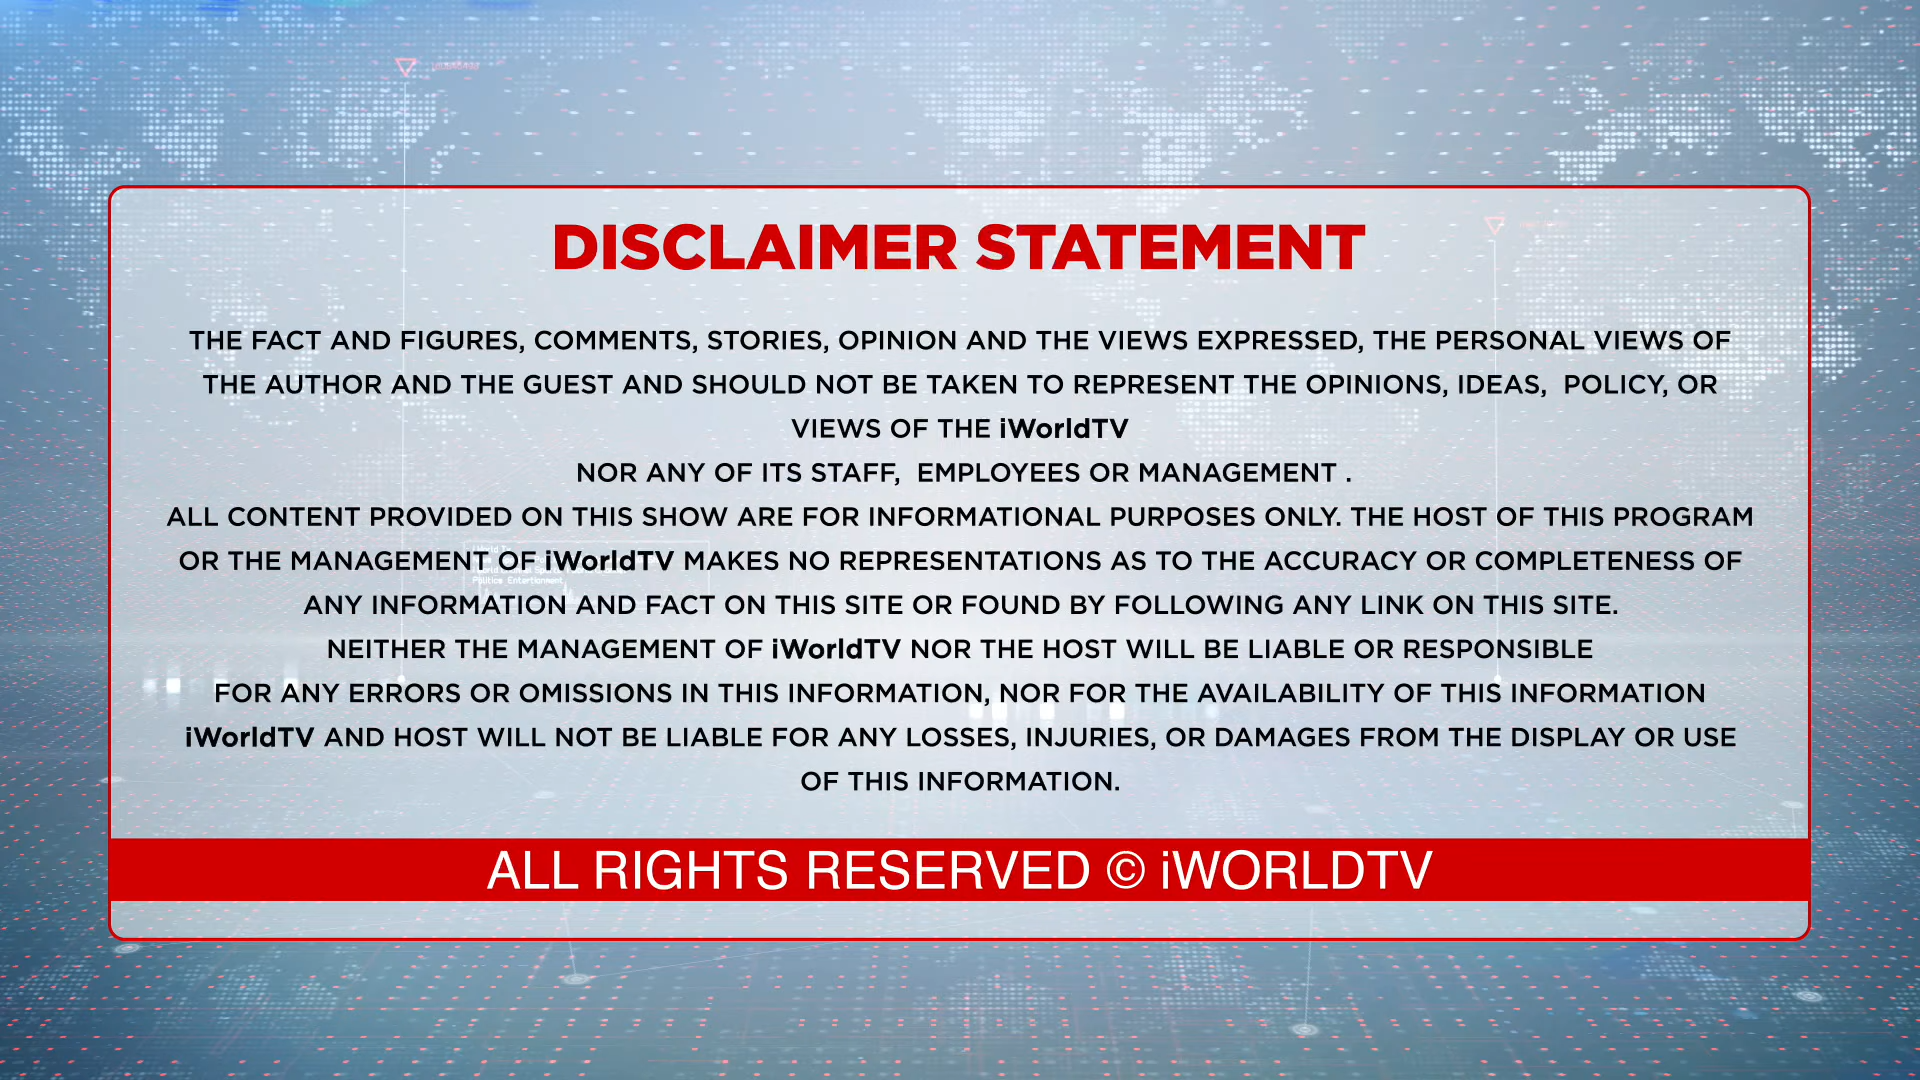 DISCLAIMER STATEMENT
THE FACT AND FIGURES, COMMENTS, STORIES, OPINION AND THE VIEWS EXPRESSED, THE PERSONAL VIEWS OF
THE AUTHOR AND THE GUEST AND SHOULD NOT BE TAKEN TO REPRESENT THE OPINIONS, IDEAS, POLICY, OR
VIEWS OF THE iWorldTV
NOR ANY OF ITS STAFF, EMPLOYEES OR MANAGEMENT .
ALL CONTENT PROVIDED ON THIS SHOW ARE FOR INFORMATIONAL PURPOSES ONLY. THE HOST OF THIS PROGRAM
OR THE MANAGEMENT OF iWorldTV MAKES NO REPRESENTATIONS AS TO THE ACCURACY OR COMPLETENESS OF
Politice Entertionment
ANY INFORMATION AND FACT ON THIS SITE OR FOUND BY FOLLOWING ANY LINK ON THIS SITE.
NEITHER THE MANAGEMENT OF iWorldTV NOR THE HOST WILL BE LIABLE OR RESPONSIBLE
FOR ANY ERRORS OR OMISSIONS IN THIS INFORMATION, NOR FOR THE AVAILABILITY OF THIS INFORMATION
iWorldTV AND HOST WILL NOT BE LIABLE FOR ANY LOSSES, INJURIES, OR DAMAGES FROM THE DISPLAY OR USE
OF THIS INFORMATION.
ALL RIGHTS RESERVED © iWORLDTV